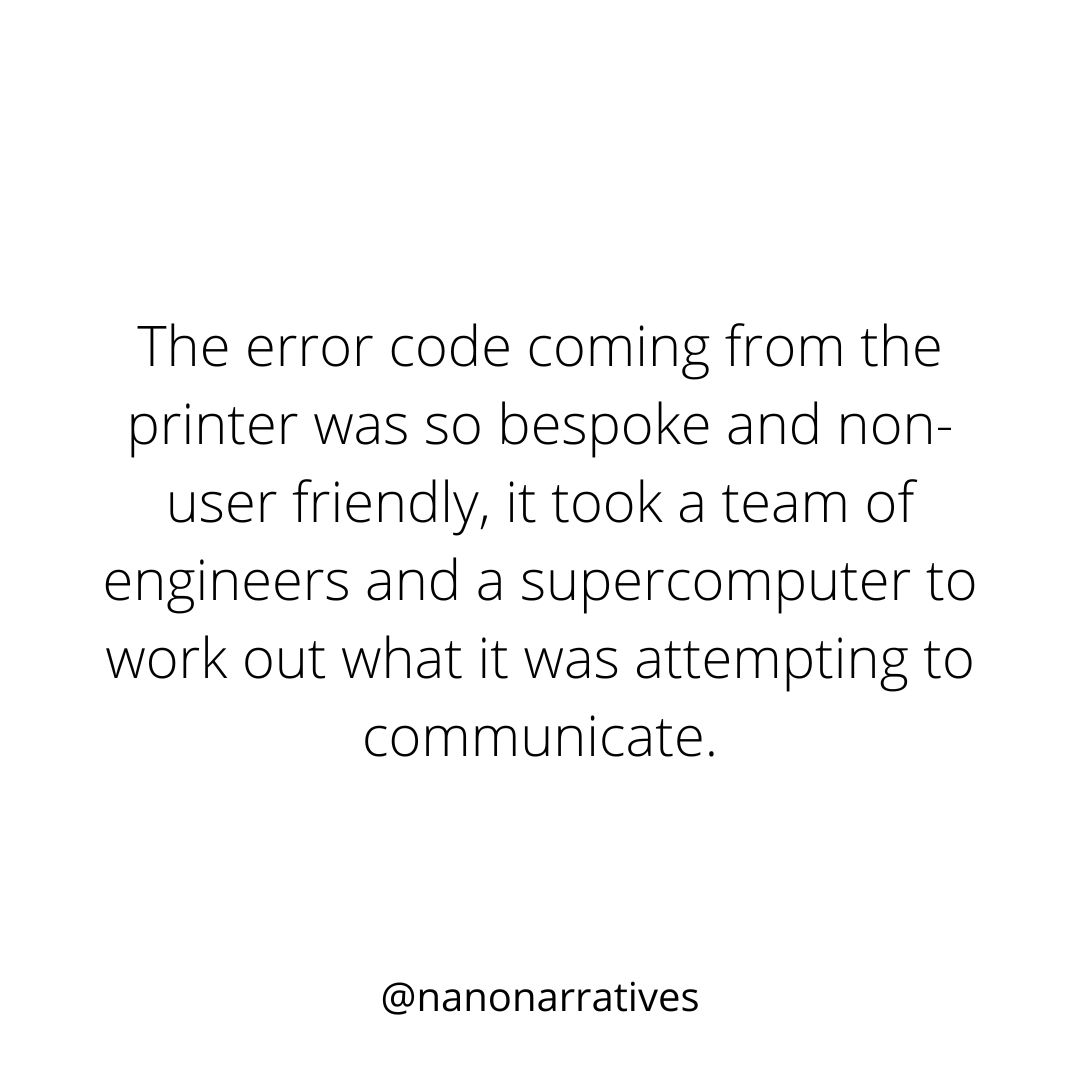 The error code coming from the
printer was so bespoke and non-
user friendly, it took a team of
engineers and a supercomputer to
work out what it was attempting to
communicate.
@nanonarratives